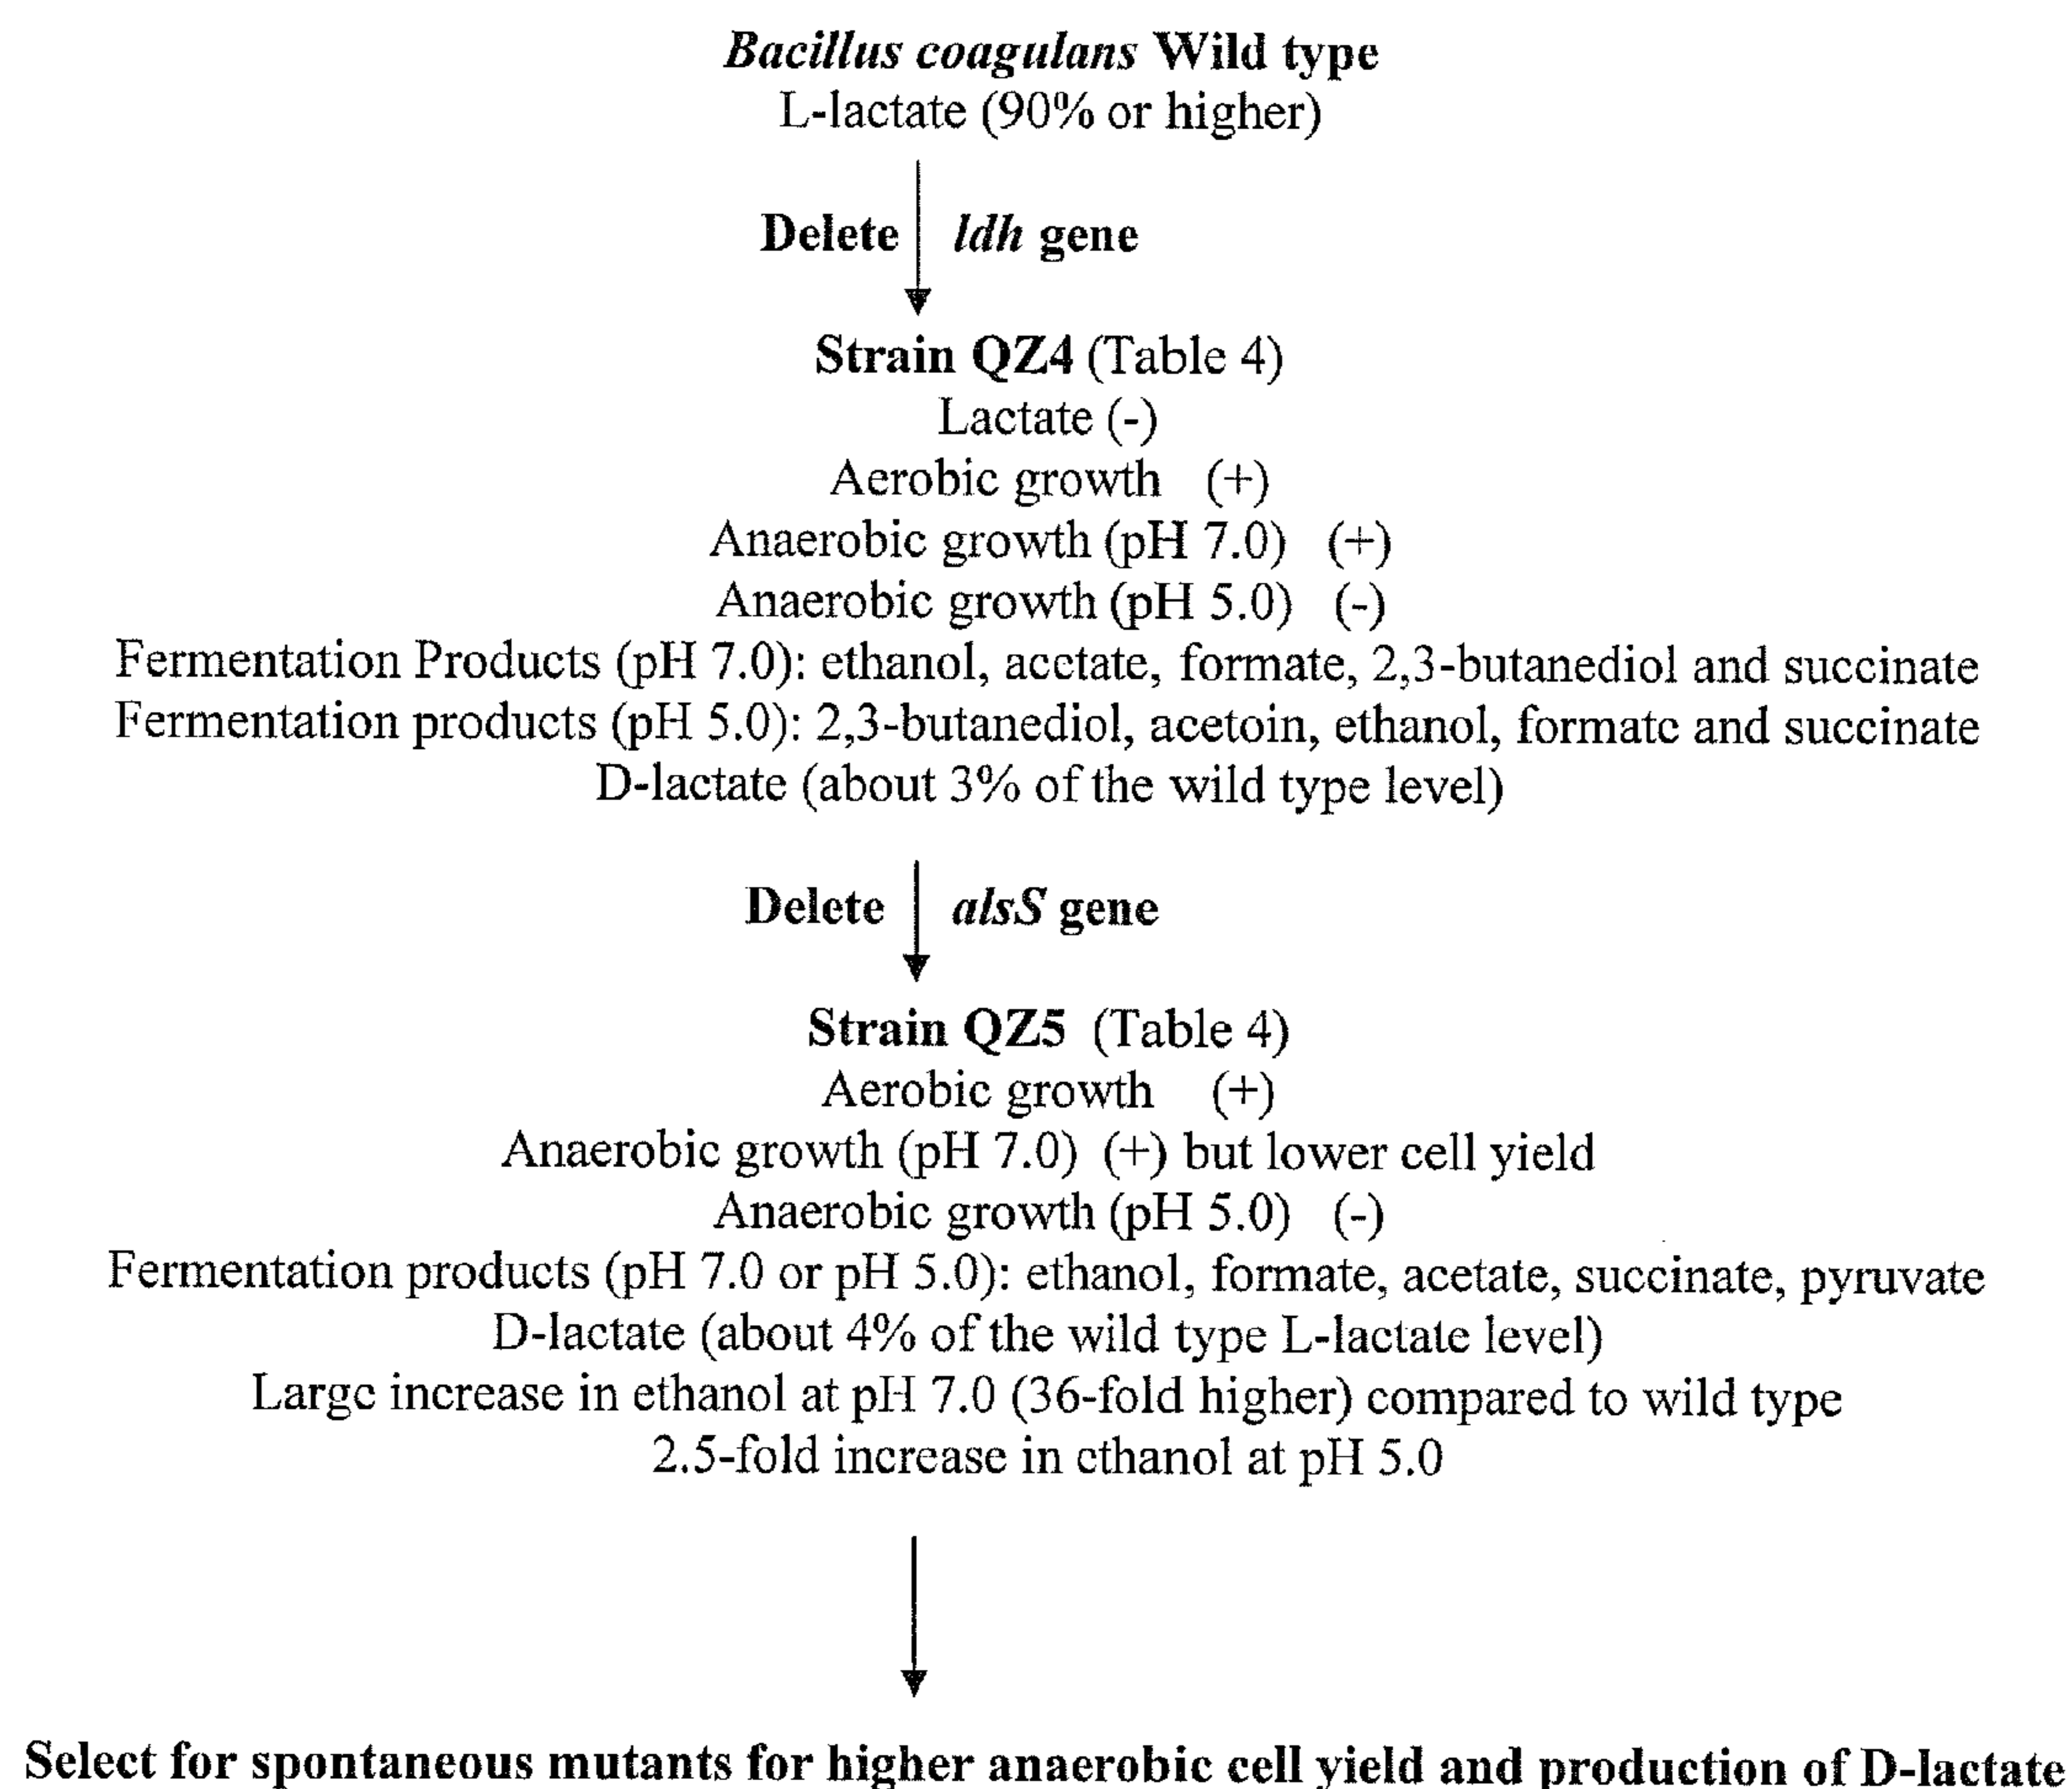 Bacillus coagulans Wild type
L-lactate (90% or higher)
Delete ldh gene
Strain QZ4 (Table 4)
Lactate (-)
Aerobic growth (+)
Anaerobic growth (pH 7.0) (+)
Anaerobic growth (pH 5.0) (-)
Fermentation Products (pH 7.0): ethanol, acetate, formate, 2,3-butanediol and succinate
Fermentation products (pH 5.0): 2,3-butanediol, acetoin, ethanol, formate and succinate
D-lactate (about 3% of the wild type level)
Delete alsS gene
Strain QZ5 (Table 4)
Aerobic growth (+)
Anaerobic growth (pH 7.0) (+) but lower cell yield
Anaerobic growth (pH 5.0) (-)
Fermentation products (pH 7.0 or pH 5.0): ethanol, formate, acetate, succinate, pyruvate
D-lactate (about 4% of the wild type L-lactate level)
Large increase in ethanol at pH 7.0 (36-fold higher) compared to wild type
2.5-fold increase in ethanol at pH 5.0
Select for spontaneous mutants for higher anaerobic cell yield and production of D-lactate